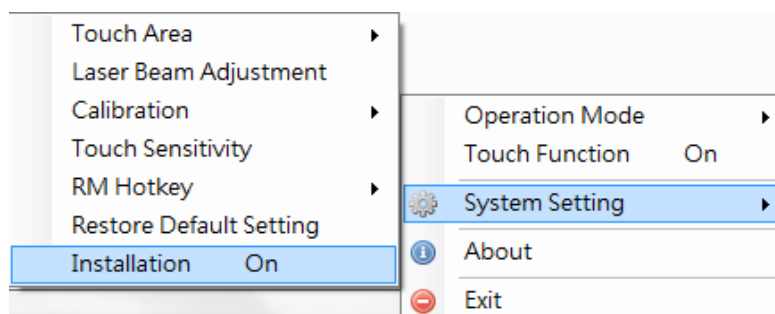 Touch Area
Laser Beam Adjustment
Calibration
Touch Sensitivity
RM Hotkey
Restore Default Setting
Installation On
Operation Mode
Touch Function On
System Setting
About
Exit